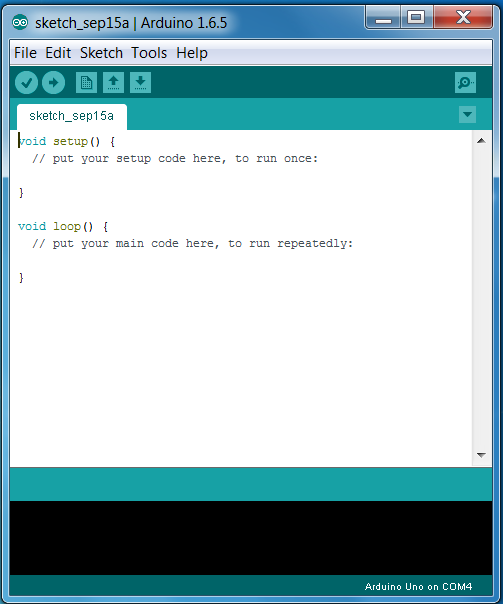 sketch_sep15a | Arduino 1.6.5
File Edit Sketch Tools Help
sketch_sep15a
void setup() {
  // put your setup code here, to run once:
}
void loop() {
  // put your main code here, to run repeatedly:
}
Arduino Uno on COM4